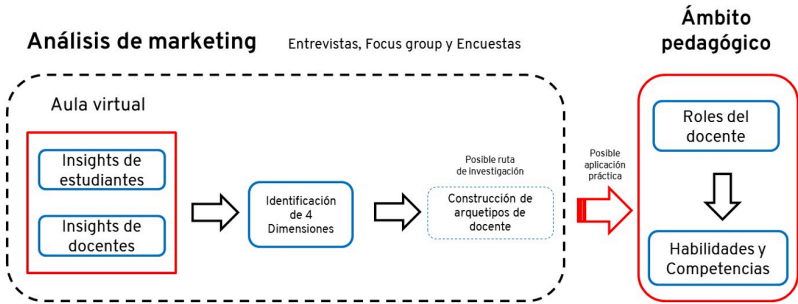 Análisis de marketing
Entrevistas, Focus group y Encuestas
Ámbito
pedagógico
Aula virtual
Insights de
estudiantes
Insights de
docentes
Identificación
de 4
Dimensiones
Posible ruta
de investigación
Construcción de
arquetipos de
docente
Posible
aplicación
práctica
Roles del
docente
Habilidades y
Competencias